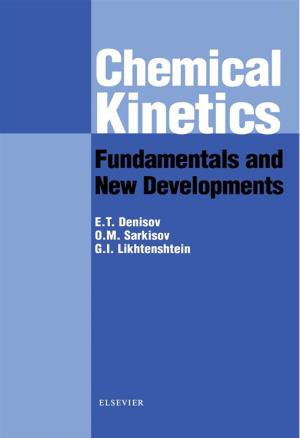 Chemical
Kinetics
Fundamentals and
New Developments
E.T. Denisov
O.M. Sarkisov
G.I. Likhtenshtein
ELSEVIER